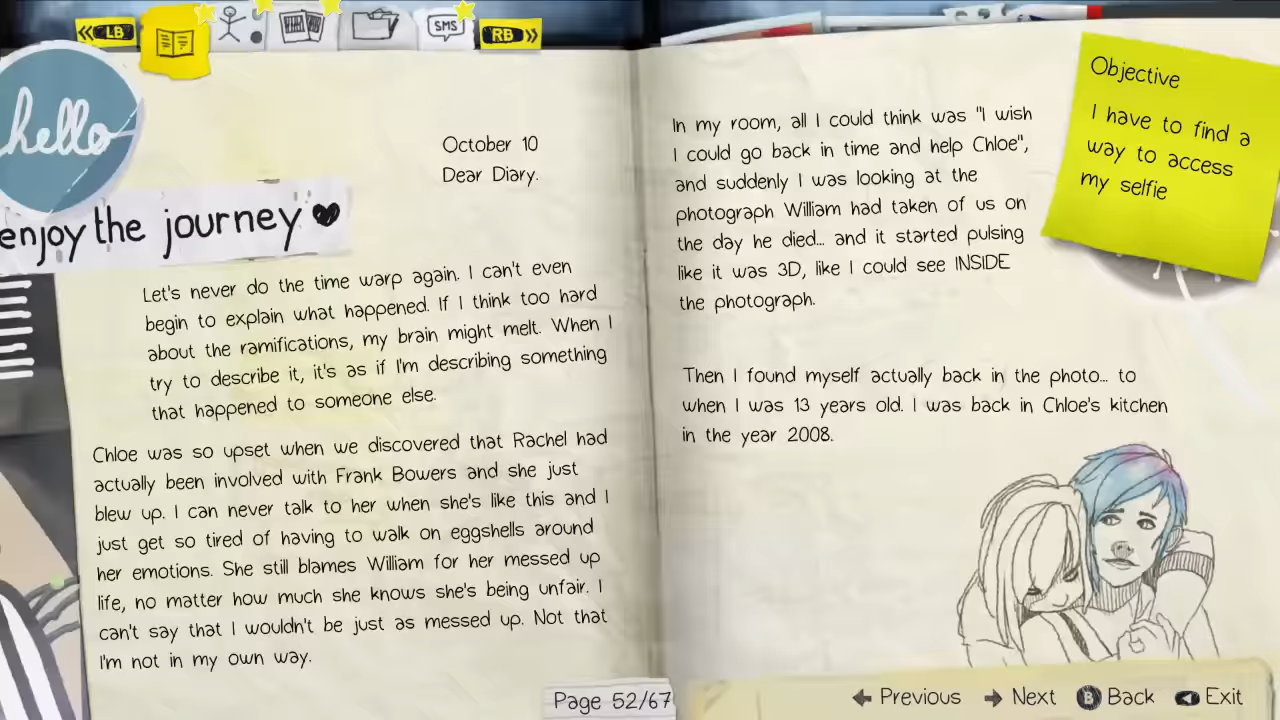 LB
SMS
RB
hello
enjoy the journey
October 10
Dear Diary.
Let's never do the time warp again. I can't even
begin to explain what happened. If I think too hard
about the ramifications, my brain might melt. When I
try to describe it, it's as if I'm describing something
that happened to someone else.
Chloe was so upset when we discovered that Rachel had
actually been involved with Frank Bowers and she just
blew up. I can never talk to her when she's like this and I
just get so tired of having to walk on eggshells around
her emotions. She still blames William for her messed up
life, no matter how much she knows she's being unfair. I
can't say that I wouldn't be just as messed up. Not that
I'm not in my own way.
In my room, all I could think was "I wish
I could go back in time and help Chloe",
and suddenly I was looking at the
photograph William had taken of us on
the day he died... and it started pulsing
like it was 3D, like I could see INSIDE
the photograph.
Then I found myself actually back in the photo... to
when I was 13 years old. I was back in Chloe's kitchen
in the year 2008.
Objective
I have to find a
way to access
my selfie
Page 52/67
Previous Next B Back Exit